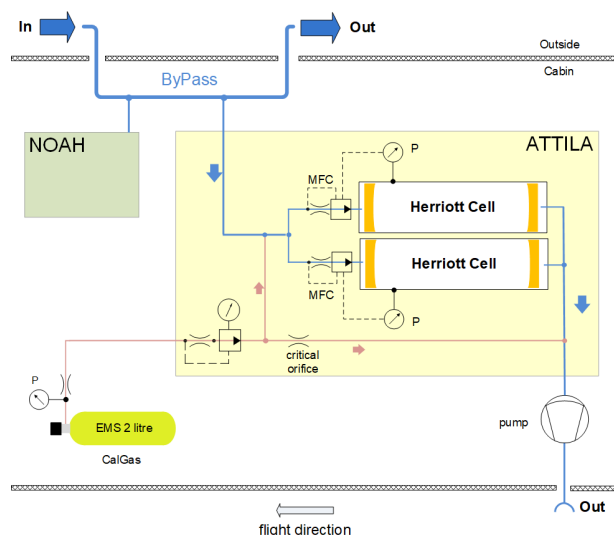 In
Out
Outside
Cabin
ByPass
NOAH
ATTILA
P
MFC
Herriott Cell
Herriott Cell
MFC
P
critical
orifice
P
EMS 2 litre
CalGas
pump
Out
flight direction